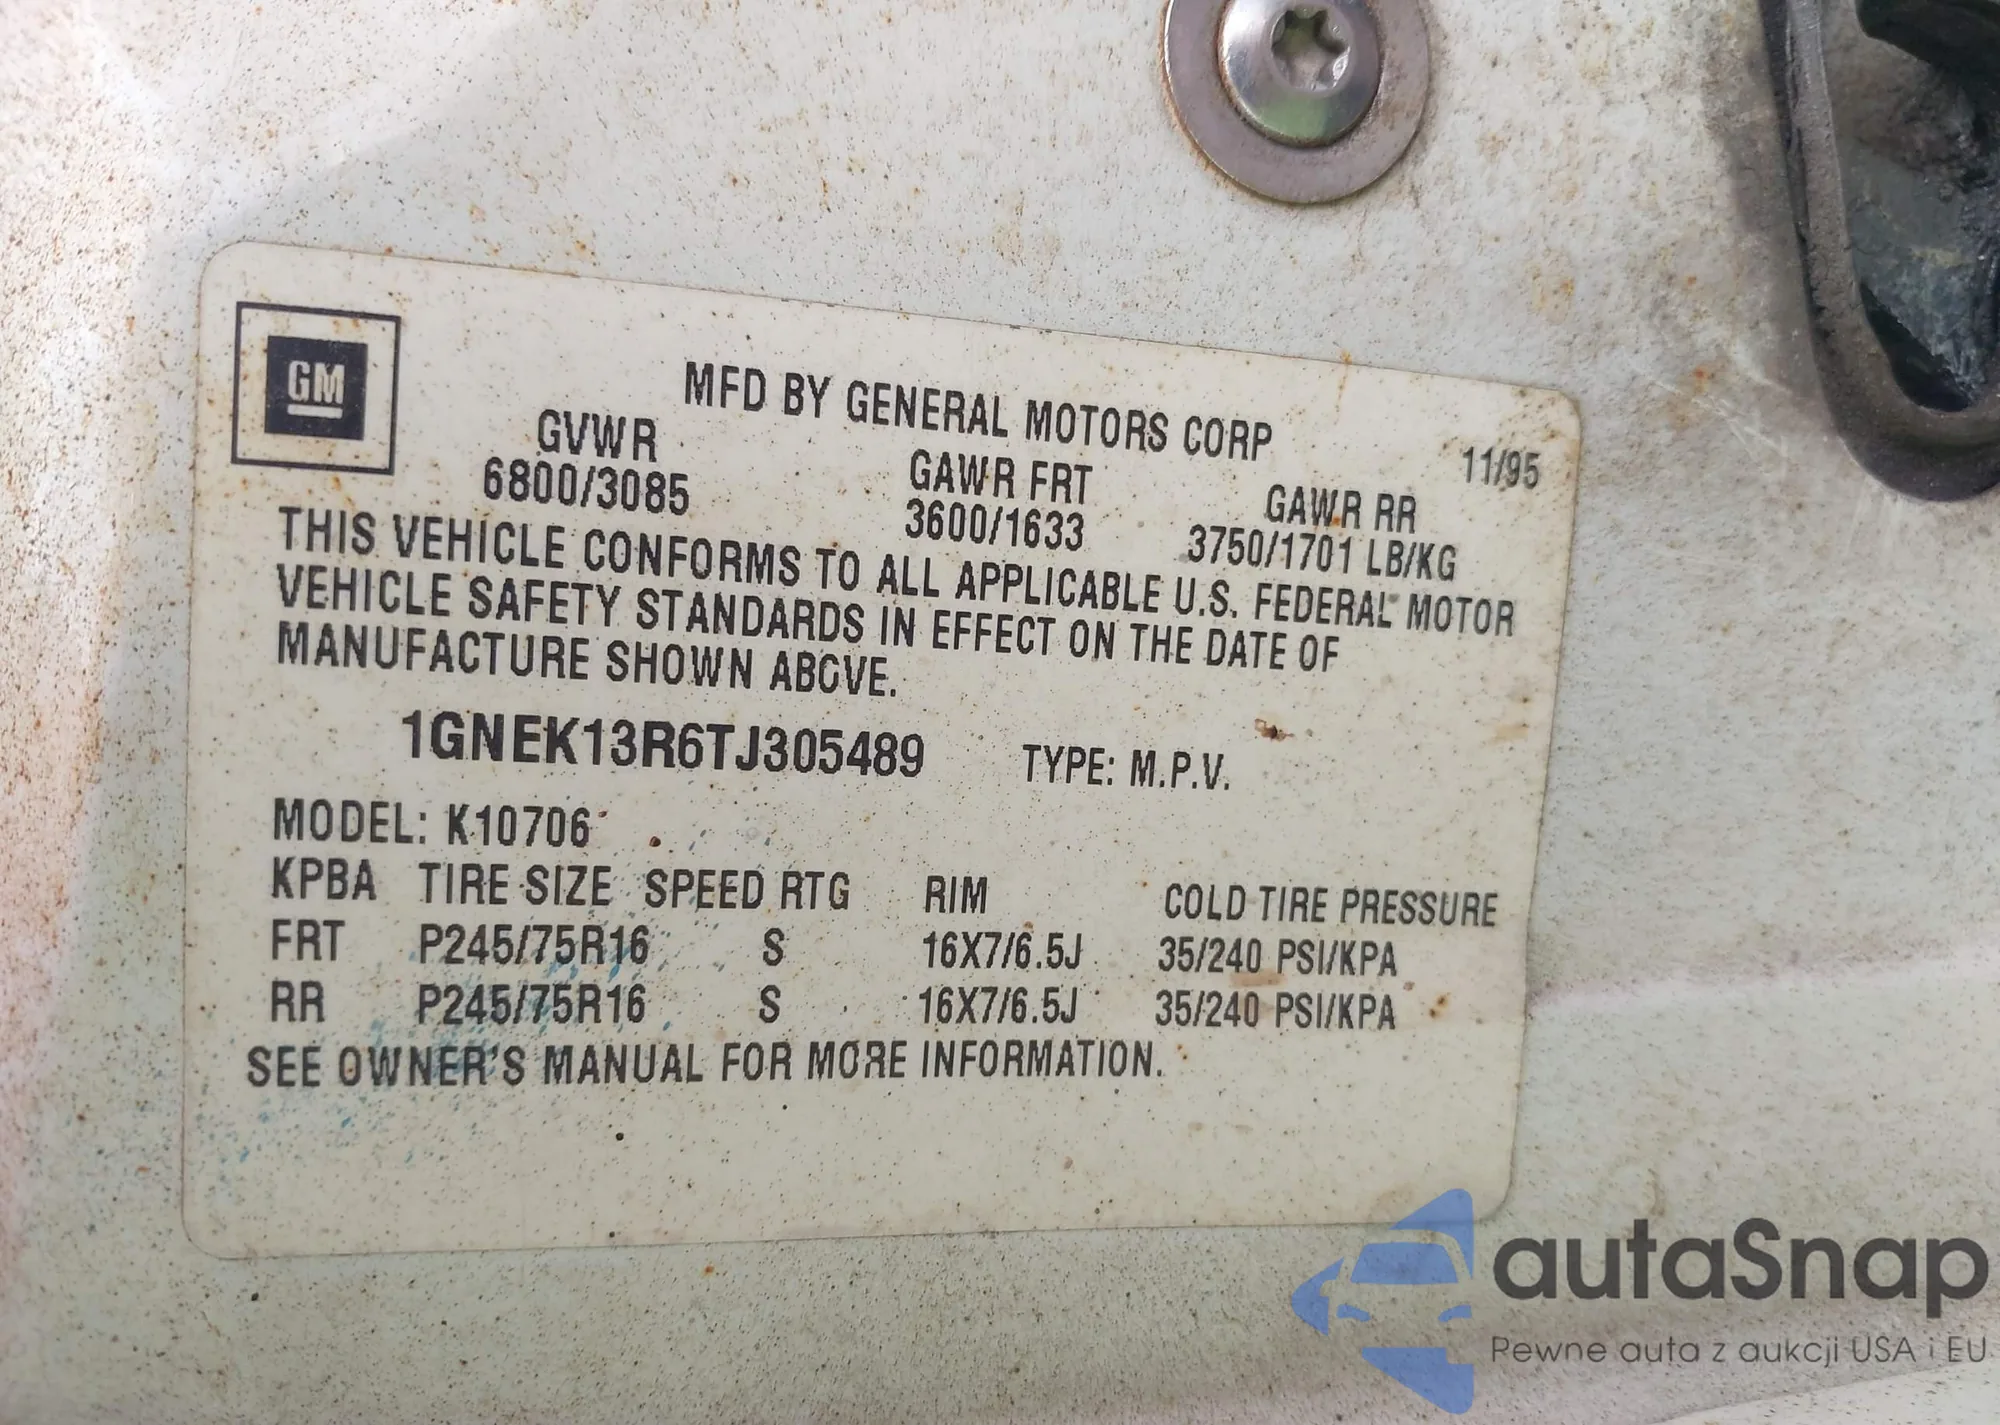 GM
MFD BY GENERAL MOTORS CORP
11/95
GVWR GAWR FRT GAWR RR
6800/3085 3600/1633 3750/1701 LB/KG
THIS VEHICLE CONFORMS TO ALL APPLICABLE U.S. FEDERAL MOTOR
VEHICLE SAFETY STANDARDS IN EFFECT ON THE DATE OF
MANUFACTURE SHOWN ABOVE.
1GNEK13R6TJ305489 TYPE: M.P.V.
MODEL: K10706
KPBA TIRE SIZE SPEED RTG RIM COLD TIRE PRESSURE
FRT P245/75R16 S 16X7/6.5J 35/240 PSI/KPA
RR P245/75R16 S 16X7/6.5J 35/240 PSI/KPA
SEE OWNER'S MANUAL FOR MORE INFORMATION.
autaSnap
Pewne auta z aukcji USA i EU